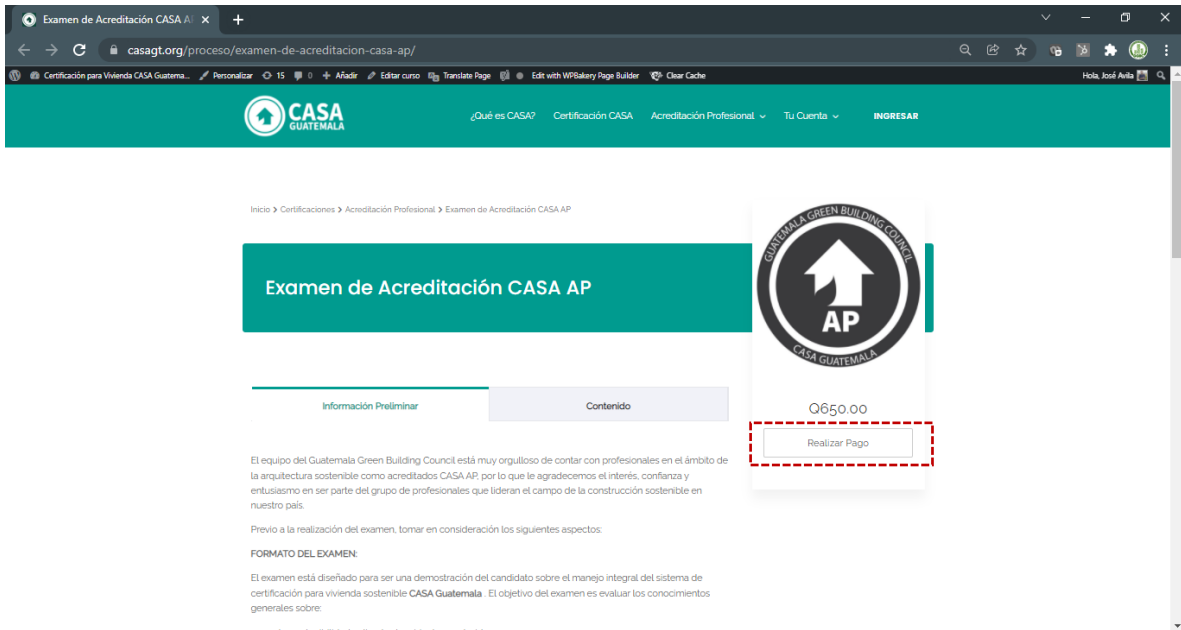 Examen de Acreditación CASA AP
casagt.org/proceso/examen-de-acreditacion-casa-ap/
Certificación para Vivienda CASA Guatema... Personalizar 15 0 Añadir Editar curso Translate Page Edit with WPBakery Page Builder Clear Cache Hola, José Avila
CASA
GUATEMALA
¿Qué es CASA? Certificación CASA Acreditación Profesional Tu Cuenta INGRESAR
Inicio > Certificaciones > Acreditación Profesional > Examen de Acreditación CASA AP
Examen de Acreditación CASA AP
GUATEMALA GREEN BUILDING COUNCIL
AP
CASA GUATEMALA
Información Preliminar Contenido
Q650.00
Realizar Pago
El equipo del Guatemala Green Building Council está muy orgulloso de contar con profesionales en el ámbito de
la arquitectura sostenible como acreditados CASA AP, por lo que le agradecemos el interés, confianza y
entusiasmo en ser parte del grupo de profesionales que lideran el campo de la construcción sostenible en
nuestro país.
Previo a la realización del examen, tomar en consideración los siguientes aspectos:
FORMATO DEL EXAMEN:
El examen está diseñado para ser una demostración del candidato sobre el manejo integral del sistema de
certificación para vivienda sostenible CASA Guatemala . El objetivo del examen es evaluar los conocimientos
generales sobre: